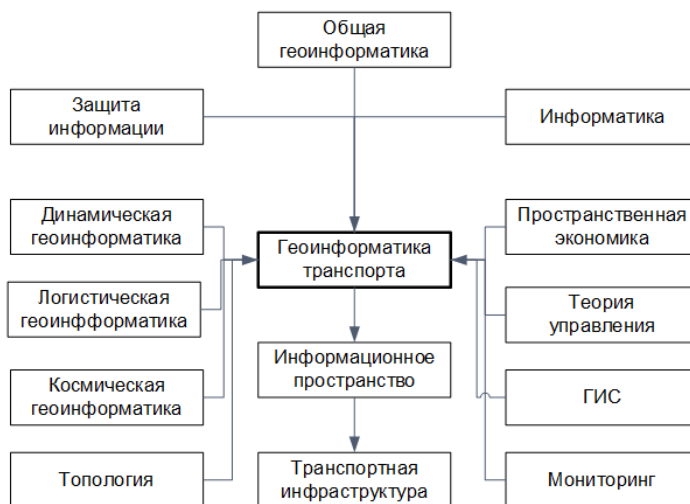 Общая
геоинформатика
Защита
информации
Информатика
Динамическая
геоинформатика
Геоинформатика
транспорта
Пространственная
экономика
Логистическая
геоинфформатика
Теория
управления
Информационное
пространство
Космическая
геоинформатика
ГИС
Топология
Транспортная
инфраструктура
Мониторинг